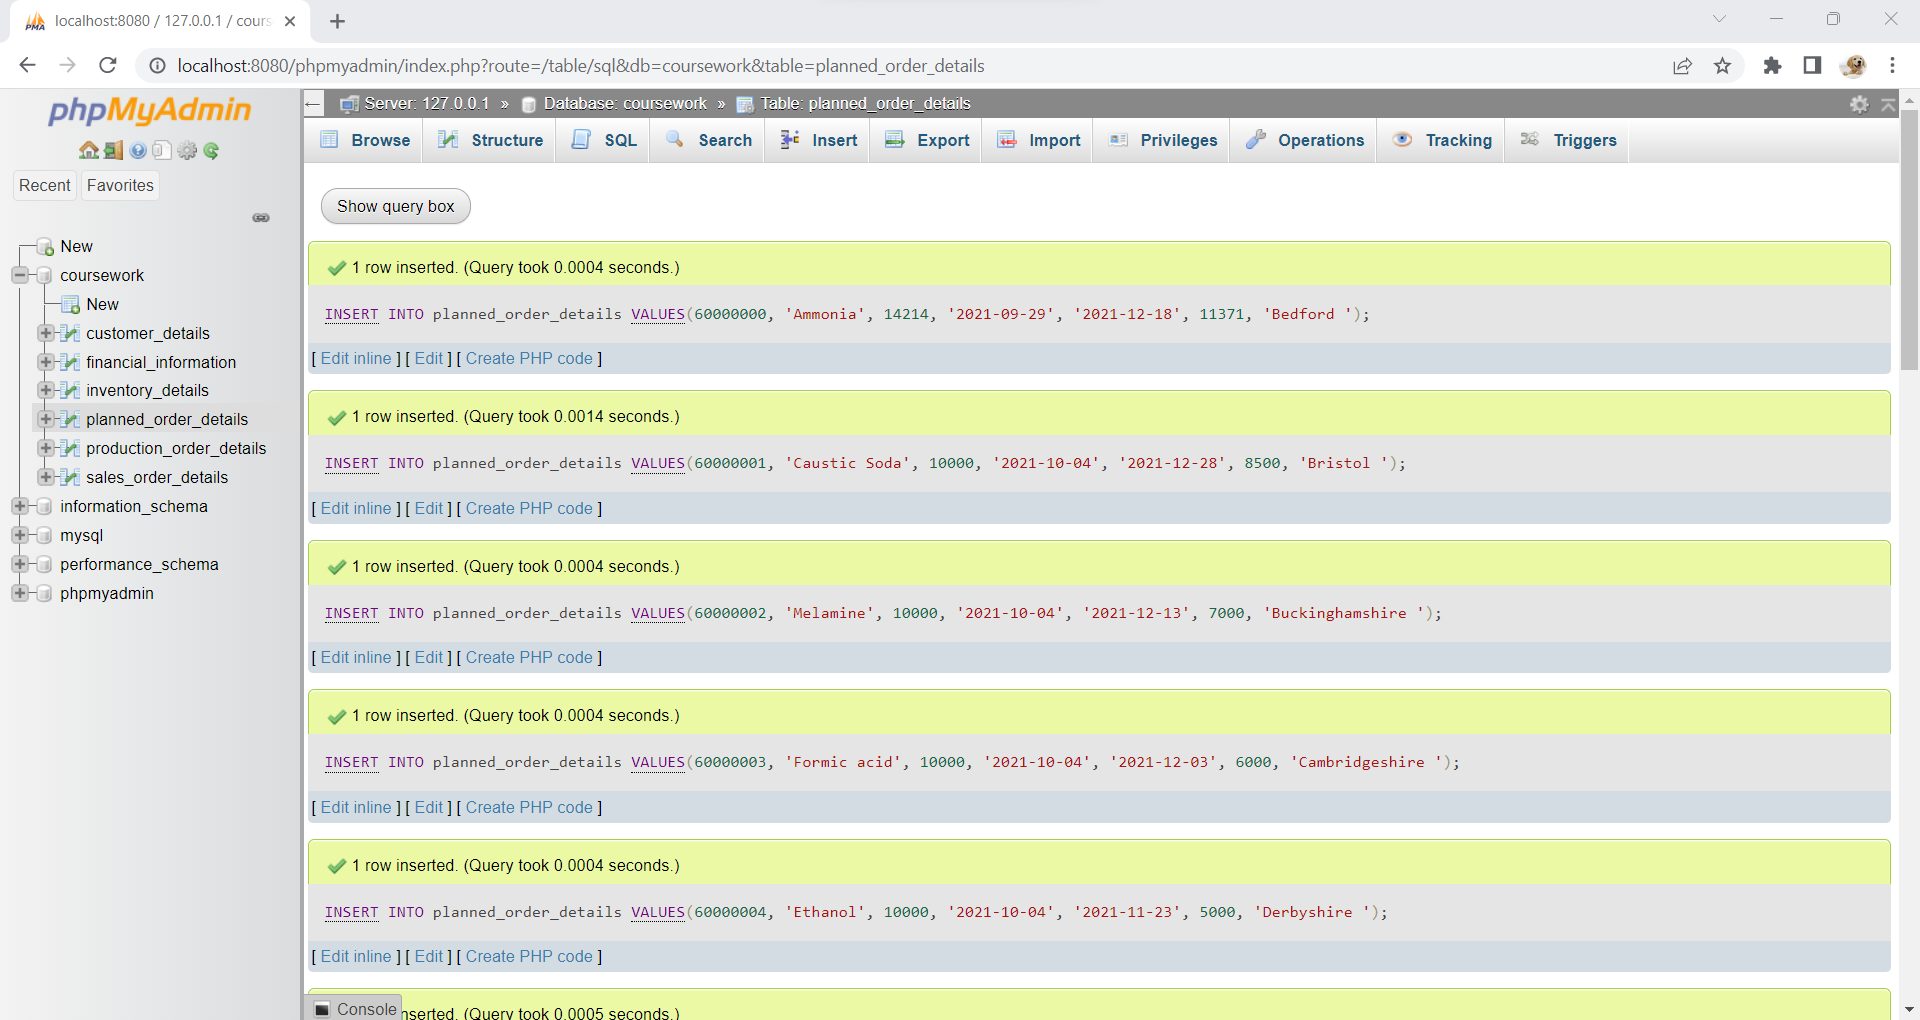 localhost:8080 / 127.0.0.1 / cours
localhost:8080/phpmyadmin/index.php?route=/table/sql&db=coursework&table=planned_order_details
phpMyAdmin
Recent
Favorites
New
coursework
New
customer_details
financial_information
inventory_details
planned_order_details
production_order_details
sales_order_details
information_schema
mysql
performance_schema
phpmyadmin
Server: 127.0.0.1 » Database: coursework » Table: planned_order_details
Browse Structure SQL Search Insert Export Import Privileges Operations Tracking Triggers
Show query box
1 row inserted. (Query took 0.0004 seconds.)
INSERT INTO planned_order_details VALUES(60000000, 'Ammonia', 14214, '2021-09-29', '2021-12-18', 11371, 'Bedford ');
[ Edit inline ] [ Edit ] [ Create PHP code ]
1 row inserted. (Query took 0.0014 seconds.)
INSERT INTO planned_order_details VALUES(60000001, 'Caustic Soda', 10000, '2021-10-04', '2021-12-28', 8500, 'Bristol ');
[ Edit inline ] [ Edit ] [ Create PHP code ]
1 row inserted. (Query took 0.0004 seconds.)
INSERT INTO planned_order_details VALUES(60000002, 'Melamine', 10000, '2021-10-04', '2021-12-13', 7000, 'Buckinghamshire ');
[ Edit inline ] [ Edit ] [ Create PHP code ]
1 row inserted. (Query took 0.0004 seconds.)
INSERT INTO planned_order_details VALUES(60000003, 'Formic acid', 10000, '2021-10-04', '2021-12-03', 6000, 'Cambridgeshire ');
[ Edit inline ] [ Edit ] [ Create PHP code ]
1 row inserted. (Query took 0.0004 seconds.)
INSERT INTO planned_order_details VALUES(60000004, 'Ethanol', 10000, '2021-10-04', '2021-11-23', 5000, 'Derbyshire ');
[ Edit inline ] [ Edit ] [ Create PHP code ]
Console
nserted. (Query took 0.0005 seconds.)